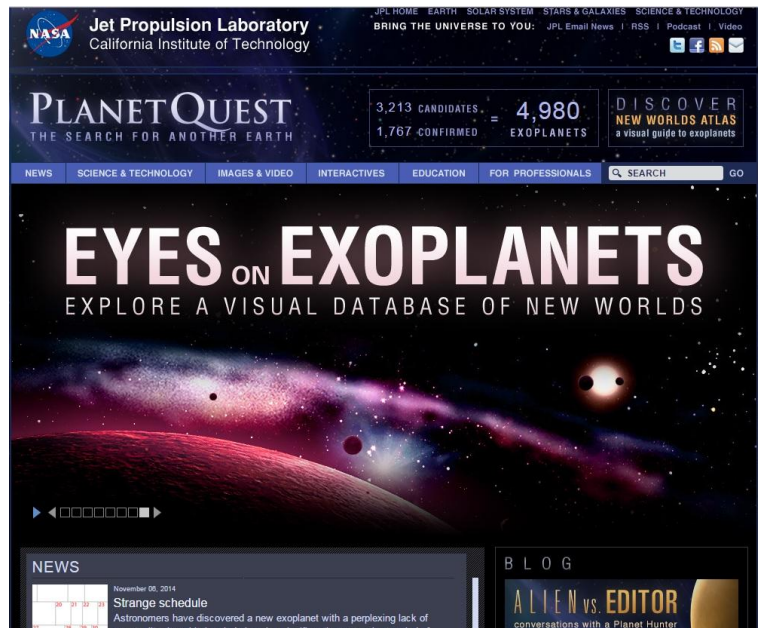 NASA
Jet Propulsion Laboratory
California Institute of Technology
JPL HOME EARTH SOLAR SYSTEM STARS & GALAXIES SCIENCE & TECHNOLOGY
BRING THE UNIVERSE TO YOU: JPL Email News | RSS | Podcast | Video
PLANETQUEST
THE SEARCH FOR ANOTHER EARTH
3,213 CANDIDATES
1,767 CONFIRMED
= 4,980
EXOPLANETS
DISCOVER
NEW WORLDS ATLAS
a visual guide to exoplanets
NEWS SCIENCE & TECHNOLOGY IMAGES & VIDEO INTERACTIVES EDUCATION FOR PROFESSIONALS SEARCH GO
EYES ON EXOPLANETS
EXPLORE A VISUAL DATABASE OF NEW WORLDS
NEWS
20 21 22 23
November 06, 2014
Strange schedule
Astronomers have discovered a new exoplanet with a perplexing lack of
BLOG
ALIEN VS. EDITOR
conversations with a Planet Hunter